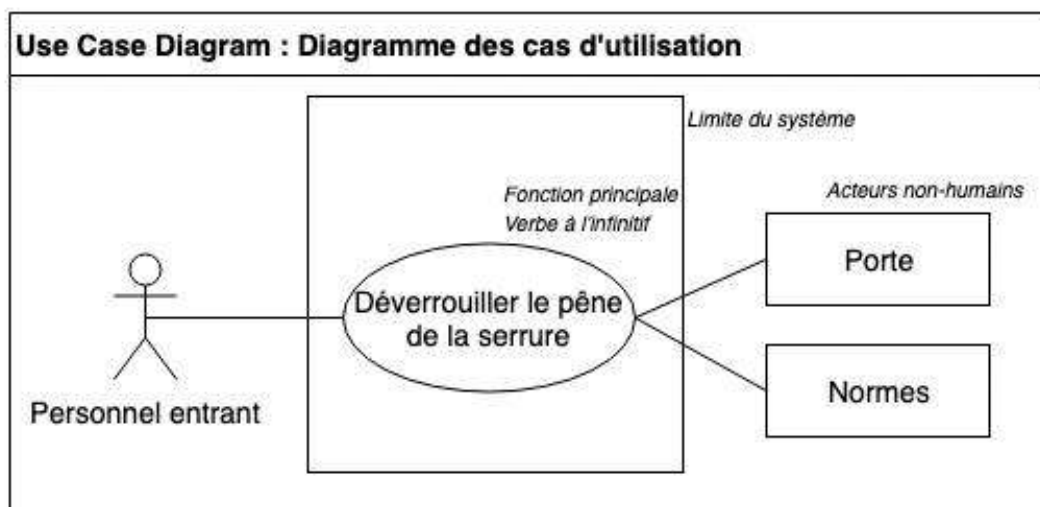 Use Case Diagram : Diagramme des cas d'utilisation
Limite du système
Fonction principale
Verbe à l'infinitif
Acteurs non-humains
Porte
Déverrouiller le pêne
de la serrure
Normes
Personnel entrant